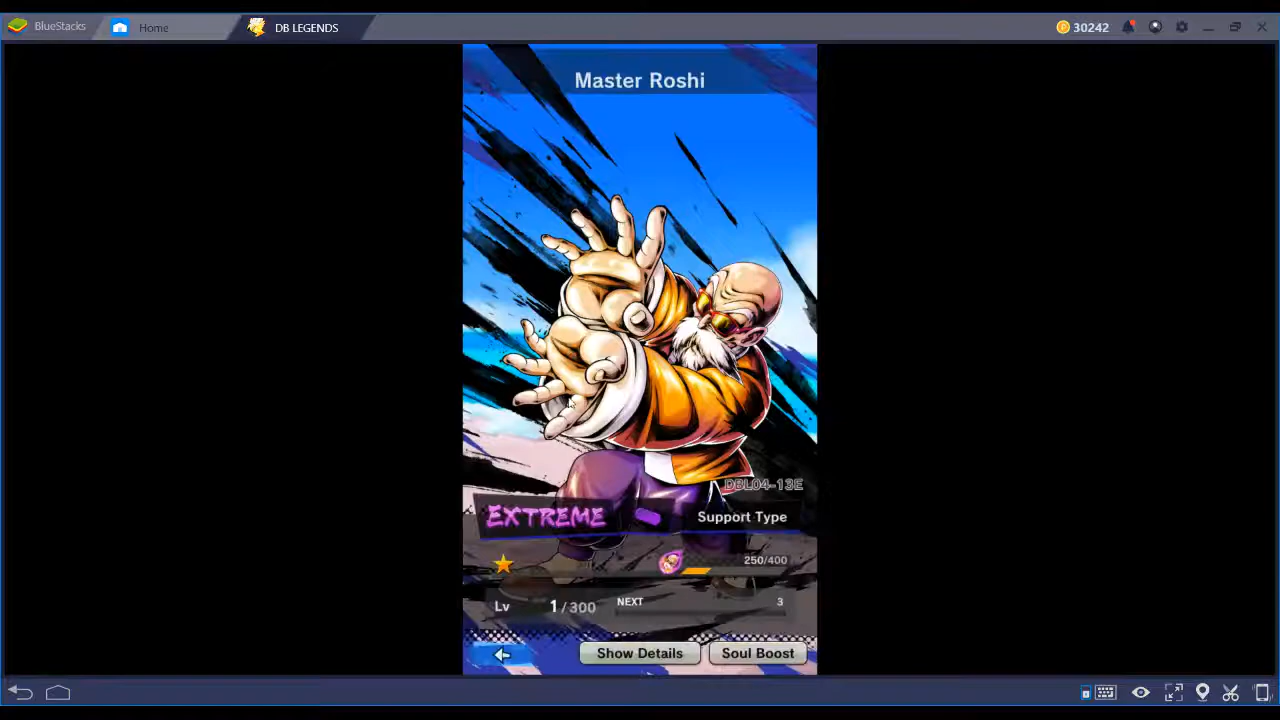 BlueStacks
Home
DB LEGENDS
30242
Master Roshi
DBL04-13E
EXTREME
Support Type
250/400
Lv 1/300
NEXT 3
Show Details
Soul Boost